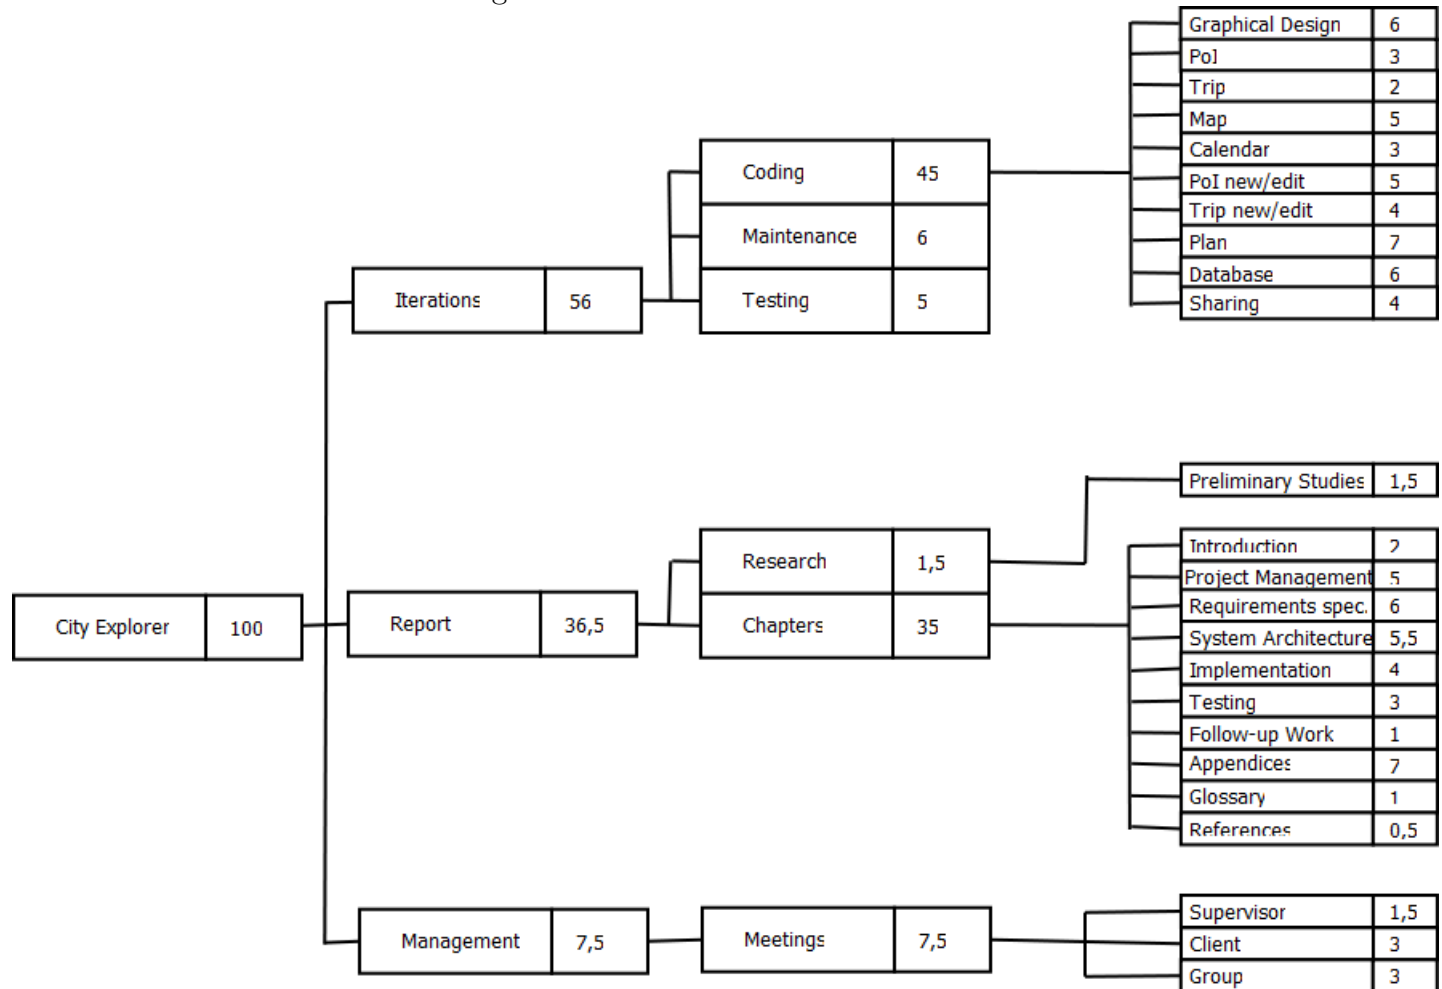 Graphical Design 6
PoI 3
Trip 2
Map 5
Calendar 3
PoI new/edit 5
Trip new/edit 4
Plan 7
Database 6
Sharing 4
Coding 45
Maintenance 6
Testing 5
Iterations 56
Preliminary Studies 1,5
Research 1,5
Chapters 35
Introduction 2
Project Management 5
Requirements spec. 6
System Architecture 5,5
Implementation 4
Testing 3
Follow-up Work 1
Appendices 7
Glossary 1
References 0,5
City Explorer 100
Report 36,5
Management 7,5
Meetings 7,5
Supervisor 1,5
Client 3
Group 3